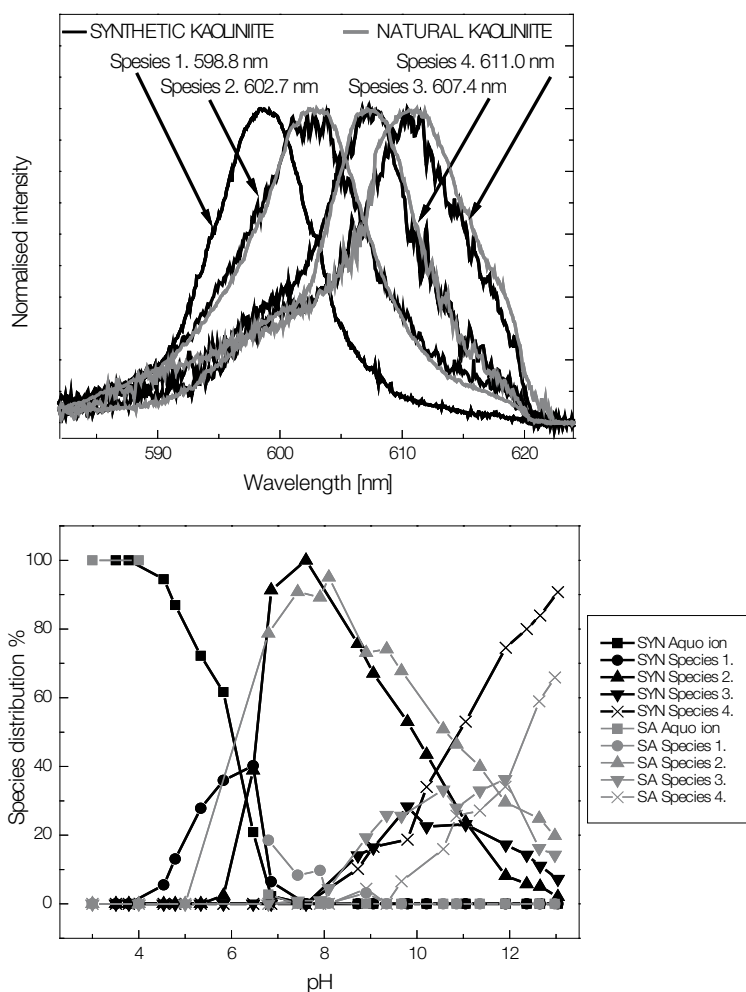 SYNTHETIC KAOLINIITE
NATURAL KAOLINIITE
Spesies 1. 598.8 nm
Spesies 4. 611.0 nm
Spesies 2. 602.7 nm
Spesies 3. 607.4 nm
Normalised intensity
590
600
610
620
Wavelength [nm]
100
80
60
40
20
0
Species distribution %
4
6
8
10
12
pH
SYN Aquo ion
SYN Species 1.
SYN Species 2.
SYN Species 3.
SYN Species 4.
SA Aquo ion
SA Species 1.
SA Species 2.
SA Species 3.
SA Species 4.